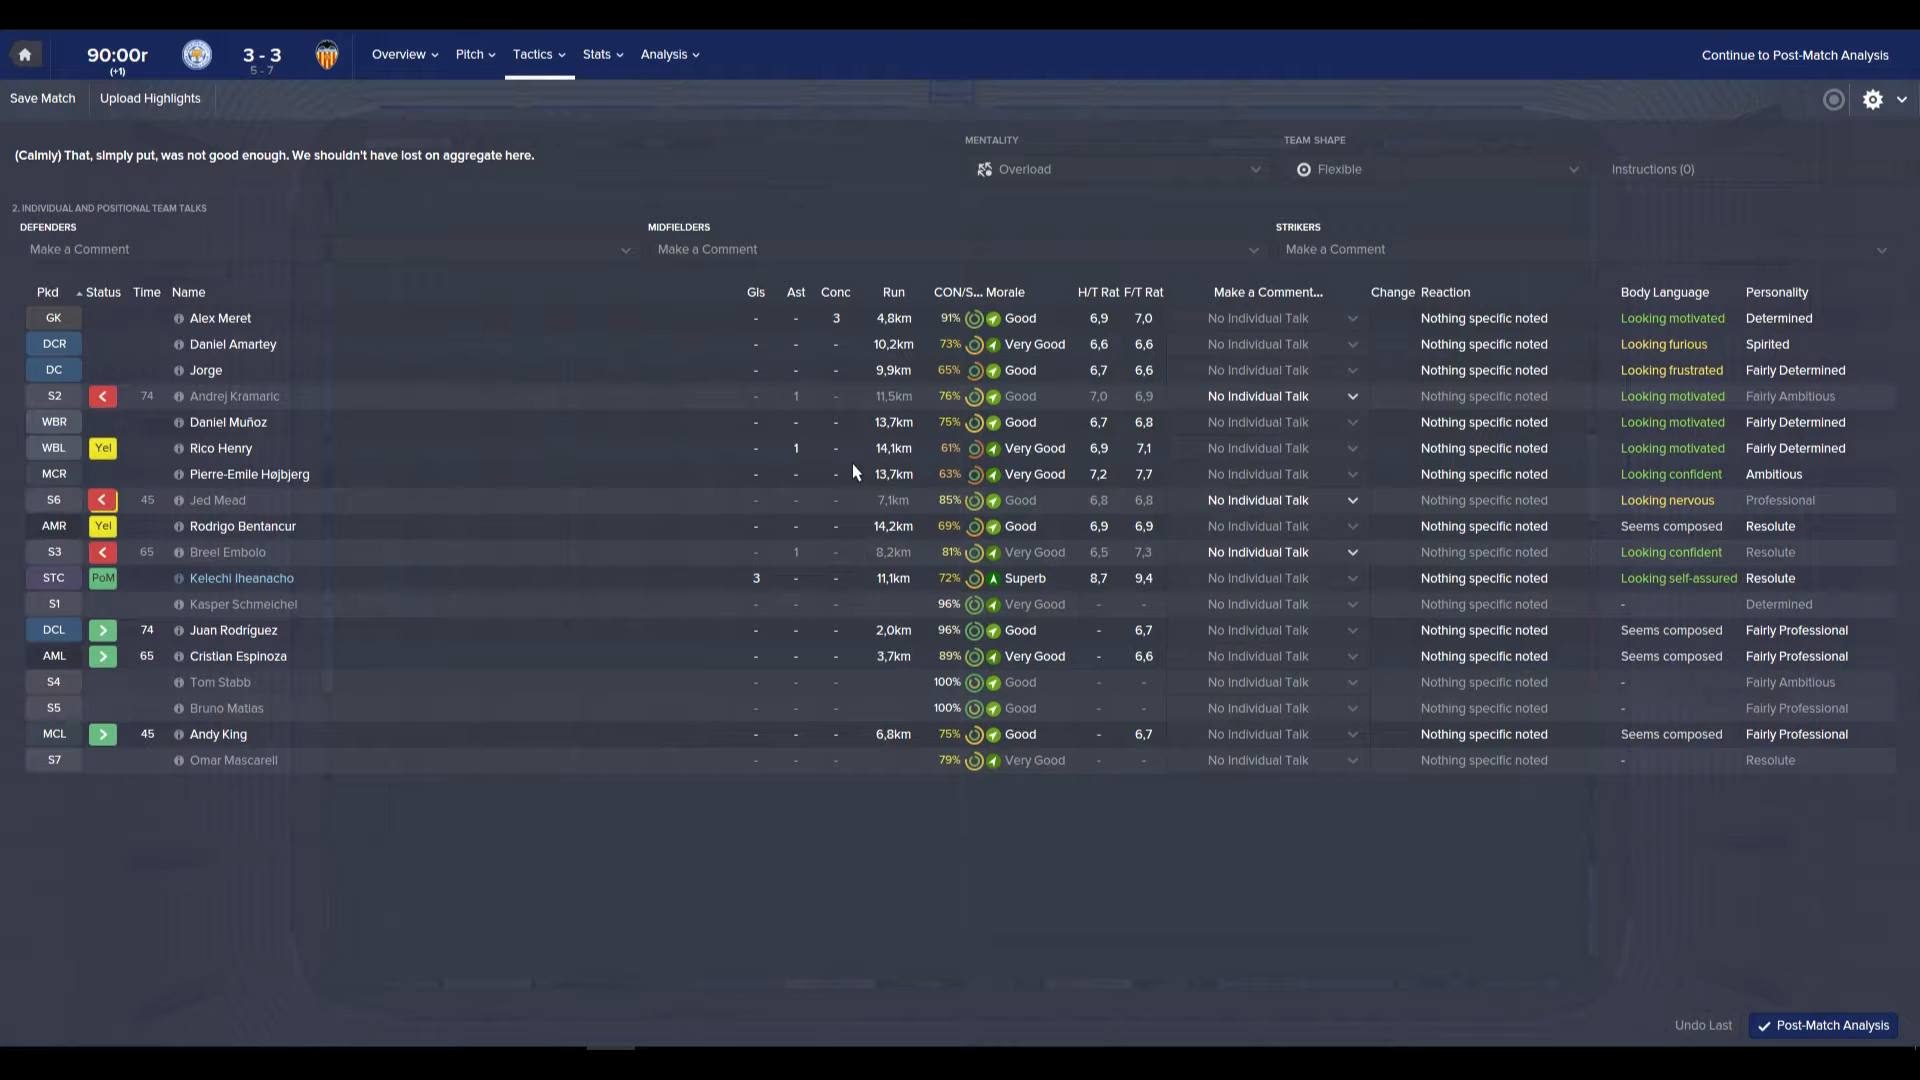 90:00r 3 - 3 Overview Pitch Tactics Stats Analysis Continue to Post-Match Analysis
(+1) 5 - 7
Save Match Upload Highlights
MENTALITY TEAM SHAPE
(Calmly) That, simply put, was not good enough. We shouldn't have lost on aggregate here.
Overload Flexible Instructions (0)
2. INDIVIDUAL AND POSITIONAL TEAM TALKS
DEFENDERS MIDFIELDERS STRIKERS
Make a Comment Make a Comment Make a Comment
Pkd Status Time Name Gls Ast Conc Run CON/S... Morale H/T Rat F/T Rat Make a Comment... Change Reaction Body Language Personality
GK Alex Meret - - 3 4,8km 91% Good 6,9 7,0 No Individual Talk Nothing specific noted Looking motivated Determined
DCR Daniel Amartey - - - 10,2km 73% Very Good 6,6 6,6 No Individual Talk Nothing specific noted Looking furious Spirited
DC Jorge - - - 9,9km 65% Good 6,7 6,6 No Individual Talk Nothing specific noted Looking frustrated Fairly Determined
S2 74 Andrej Kramaric - 1 - 11,5km 76% Good 7,0 6,9 No Individual Talk Nothing specific noted Looking motivated Fairly Ambitious
WBR Daniel Muñoz - - - 13,7km 75% Good 6,7 6,8 No Individual Talk Nothing specific noted Looking motivated Fairly Determined
WBL Yel Rico Henry - 1 - 14,1km 61% Very Good 6,9 7,1 No Individual Talk Nothing specific noted Looking motivated Fairly Determined
MCR Pierre-Emile Højbjerg - - - 13,7km 63% Very Good 7,2 7,7 No Individual Talk Nothing specific noted Looking confident Ambitious
S6 45 Jed Mead - - - 7,1km 85% Good 6,8 6,8 No Individual Talk Nothing specific noted Looking nervous Professional
AMR Yel Rodrigo Bentancur - - - 14,2km 69% Good 6,9 6,9 No Individual Talk Nothing specific noted Seems composed Resolute
S3 65 Breel Embolo - 1 - 8,2km 81% Very Good 6,5 7,3 No Individual Talk Nothing specific noted Looking confident Resolute
STC PoM Kelechi Iheanacho 3 - - 11,1km 72% Superb 8,7 9,4 No Individual Talk Nothing specific noted Looking self-assured Resolute
S1 Kasper Schmeichel 96% Very Good - - No Individual Talk Nothing specific noted - Determined
DCL 74 Juan Rodríguez - - - 2,0km 96% Good - 6,7 No Individual Talk Nothing specific noted Seems composed Fairly Professional
AML 65 Cristian Espinoza - - - 3,7km 89% Very Good - 6,6 No Individual Talk Nothing specific noted Seems composed Fairly Professional
S4 Tom Stabb 100% Good - - No Individual Talk Nothing specific noted - Fairly Ambitious
S5 Bruno Matias 100% Good - - No Individual Talk Nothing specific noted - Fairly Professional
MCL 45 Andy King - - - 6,8km 75% Good - 6,7 No Individual Talk Nothing specific noted Seems composed Fairly Professional
S7 Omar Mascarell 79% Very Good - - No Individual Talk Nothing specific noted - Resolute
Undo Last Post-Match Analysis